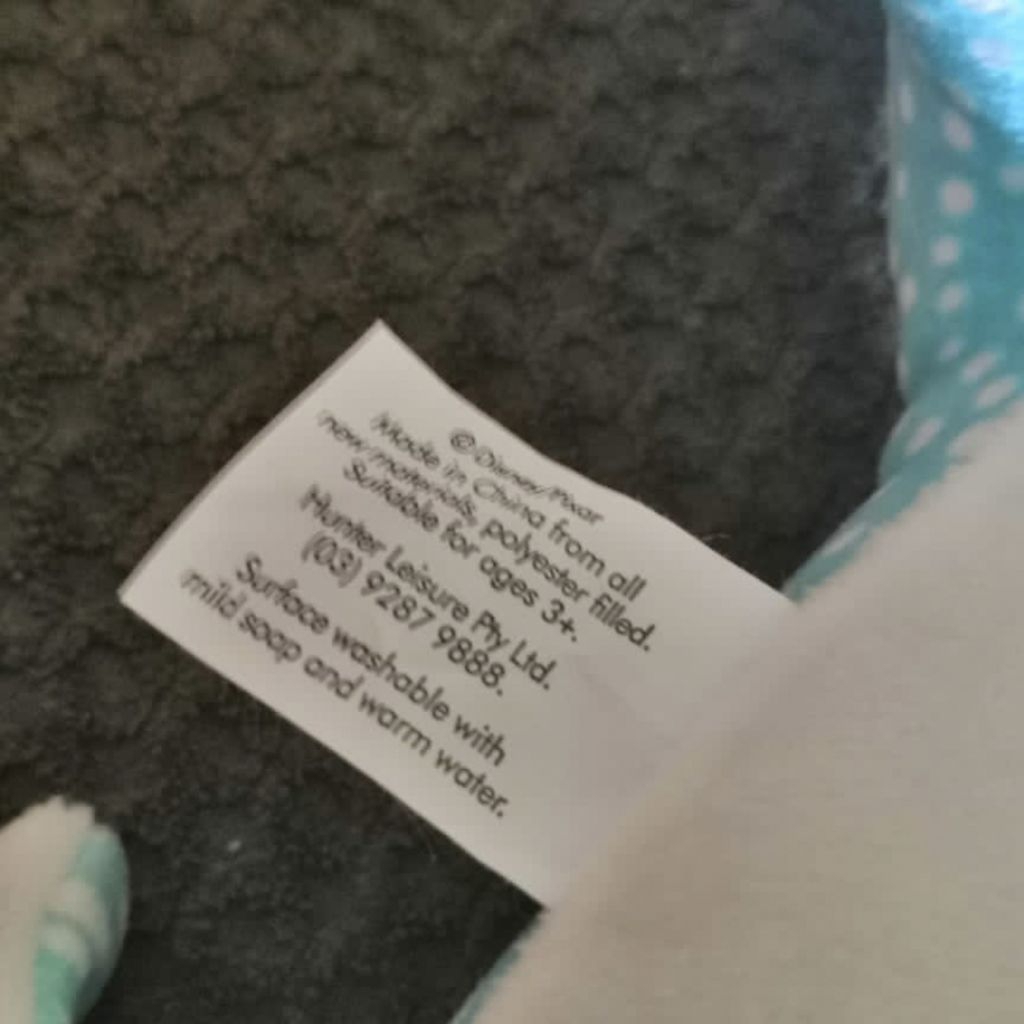 ©Disney/Pixar
Made in China from all
new materials, polyester filled.
Suitable for ages 3+.
Hunter Leisure Pty Ltd.
(03) 9287 9888.
Surface washable with
mild soap and warm water.